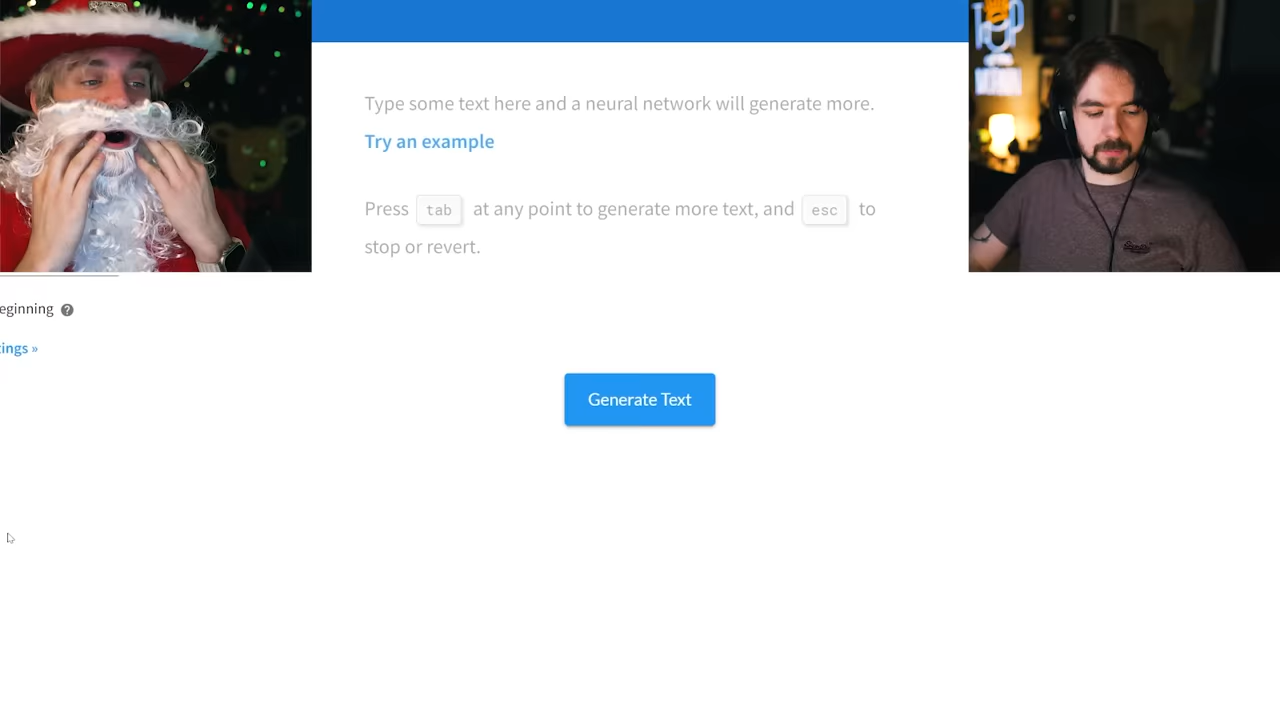 Type some text here and a neural network will generate more.
Try an example
Press tab at any point to generate more text, and esc to
stop or revert.
eginning ?
ings »
Generate Text